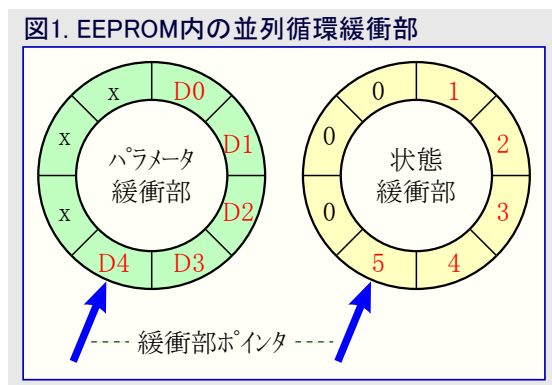 図1. EEPROM内の並列循環緩衝部
x D0
x D1
x D2
D4 D3
パラメータ
緩衝部
0 1
0 2
0 3
5 4
状態
緩衝部
緩衝部ポインタ